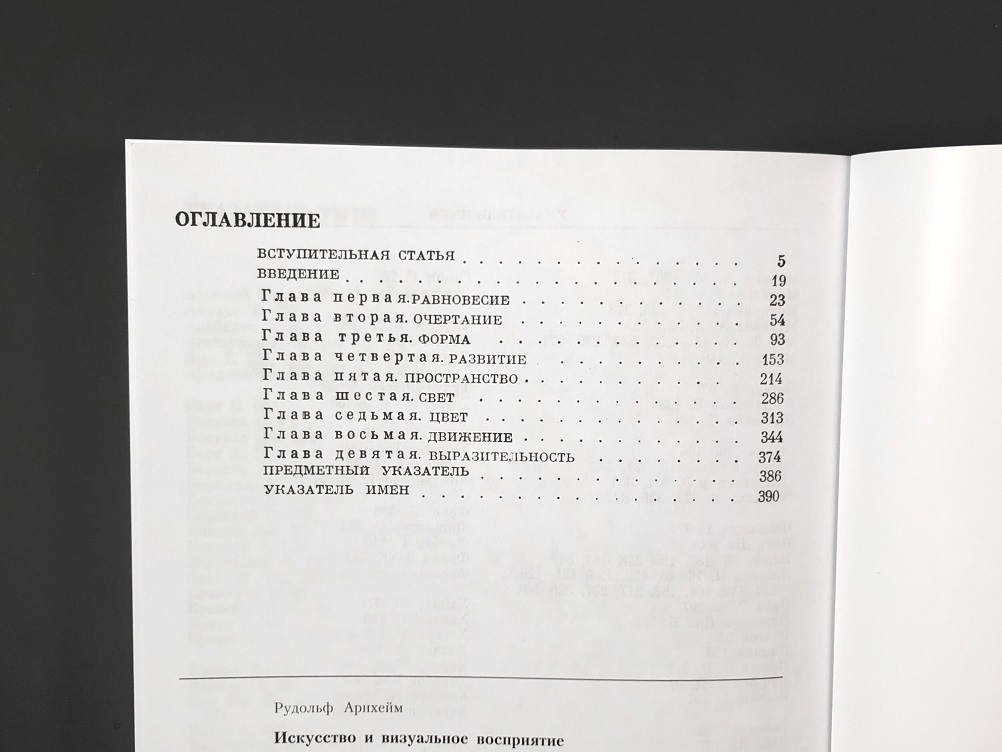 ОГЛАВЛЕНИЕ
ВСТУПИТЕЛЬНАЯ СТАТЬЯ . . . . . . . . . . . . . . 5
ВВЕДЕНИЕ . . . . . . . . . . . . . . . . . . . 19
Глава первая. РАВНОВЕСИЕ . . . . . . . . . . . . 23
Глава вторая. ОЧЕРТАНИЕ . . . . . . . . . . . . 54
Глава третья. ФОРМА . . . . . . . . . . . . . 93
Глава четвертая. РАЗВИТИЕ . . . . . . . . . . 153
Глава пятая. ПРОСТРАНСТВО . . . . . . . . . . . 214
Глава шестая. СВЕТ . . . . . . . . . . . . . . 286
Глава седьмая. ЦВЕТ . . . . . . . . . . . . . . 313
Глава восьмая. ДВИЖЕНИЕ . . . . . . . . . . . . 344
Глава девятая. ВЫРАЗИТЕЛЬНОСТЬ . . . . . . . . 374
ПРЕДМЕТНЫЙ УКАЗАТЕЛЬ . . . . . . . . . . . . . 386
УКАЗАТЕЛЬ ИМЕН . . . . . . . . . . . . . . . . 390
Рудольф Арнхейм
Искусство и визуальное восприятие